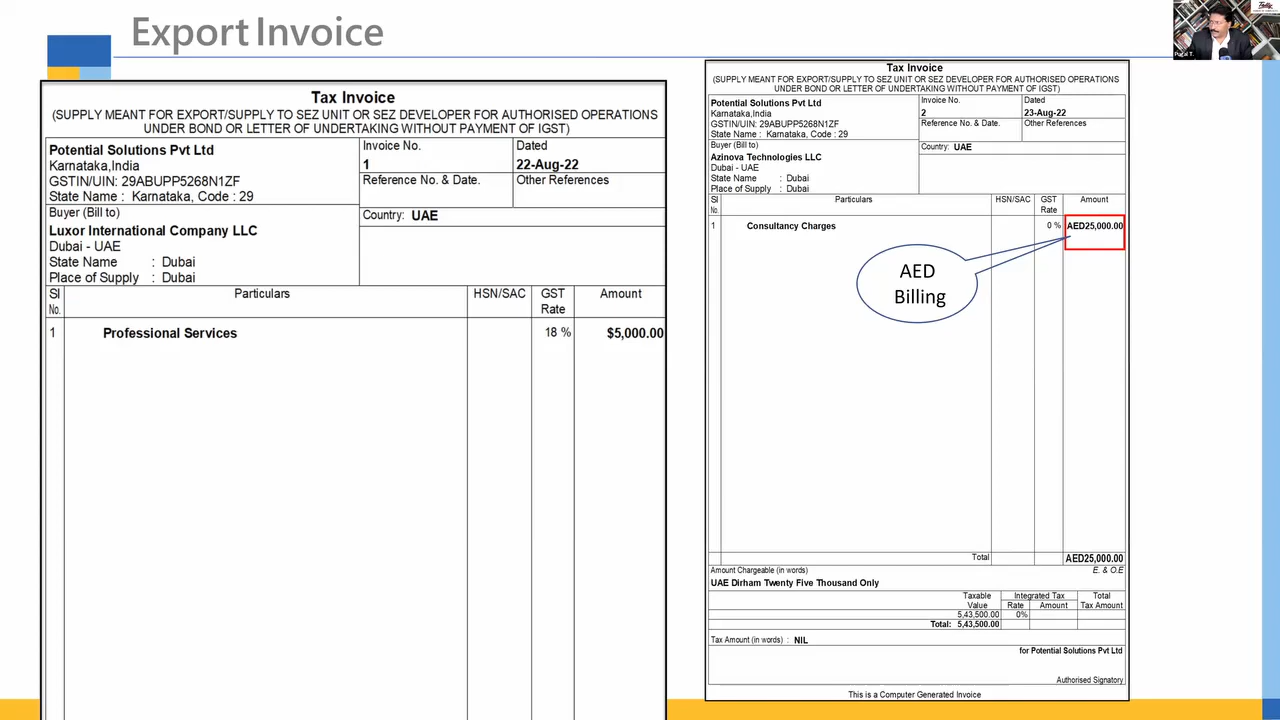 Export Invoice
Tax Invoice
(SUPPLY MEANT FOR EXPORT/SUPPLY TO SEZ UNIT OR SEZ DEVELOPER FOR AUTHORISED OPERATIONS
UNDER BOND OR LETTER OF UNDERTAKING WITHOUT PAYMENT OF IGST)
Potential Solutions Pvt Ltd
Karnataka,India
GSTIN/UIN: 29ABUPP5268N1ZF
State Name : Karnataka, Code : 29
Invoice No. Dated
1 22-Aug-22
Reference No. & Date. Other References
Buyer (Bill to)
Luxor International Company LLC
Dubai - UAE
State Name : Dubai
Place of Supply : Dubai
Country: UAE
Sl No. Particulars HSN/SAC GST Rate Amount
1 Professional Services 18 % $5,000.00
Tax Invoice
(SUPPLY MEANT FOR EXPORT/SUPPLY TO SEZ UNIT OR SEZ DEVELOPER FOR AUTHORISED OPERATIONS
UNDER BOND OR LETTER OF UNDERTAKING WITHOUT PAYMENT OF IGST)
Potential Solutions Pvt Ltd
Karnataka,India
GSTIN/UIN: 29ABUPP5268N1ZF
State Name : Karnataka, Code : 29
Invoice No. Dated
2 23-Aug-22
Reference No. & Date. Other References
Buyer (Bill to)
Azinova Technologies LLC
Dubai - UAE
State Name : Dubai
Place of Supply : Dubai
Country: UAE
Sl No. Particulars HSN/SAC GST Rate Amount
1 Consultancy Charges 0 % AED25,000.00
AED
Billing
Total AED25,000.00
Amount Chargeable (in words) E. & O.E
UAE Dirham Twenty Five Thousand Only
Taxable Integrated Tax Total
Value Rate Amount Tax Amount
5,43,500.00 0%
Total: 5,43,500.00
Tax Amount (in words) : NIL
for Potential Solutions Pvt Ltd
Authorised Signatory
This is a Computer Generated Invoice